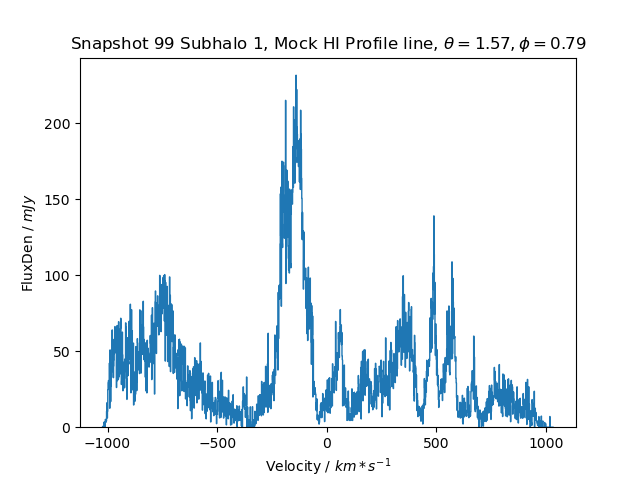 Snapshot 99 Subhalo 1, Mock HI Profile line, θ = 1.57, ϕ = 0.79
FluxDen / mJy
200
150
100
50
0
−1000 −500 0 500 1000
Velocity / km * s⁻¹